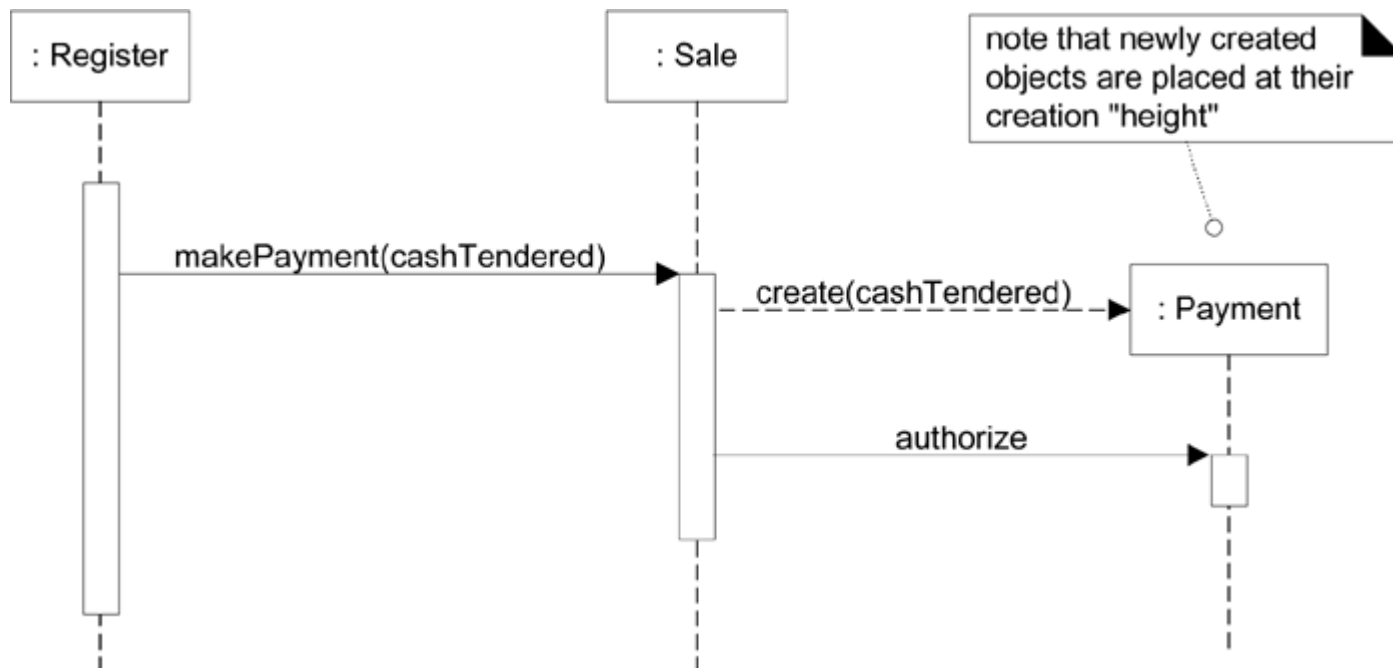 : Register
: Sale
note that newly created
objects are placed at their
creation "height"
makePayment(cashTendered)
create(cashTendered)
: Payment
authorize